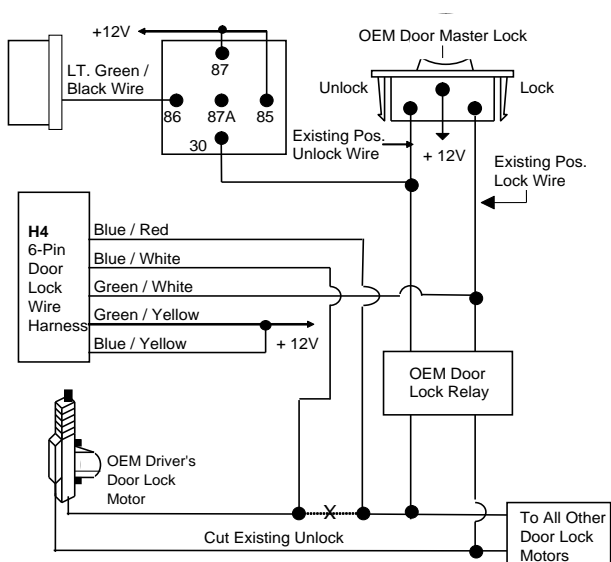 +12V
OEM Door Master Lock
LT. Green /
Black Wire
87
86
87A
85
30
Unlock
Lock
Existing Pos.
Unlock Wire
+ 12V
Existing Pos.
Lock Wire
H4
6-Pin
Door
Lock
Wire
Harness
Blue / Red
Blue / White
Green / White
Green / Yellow
Blue / Yellow
+ 12V
OEM Door
Lock Relay
OEM Driver's
Door Lock
Motor
X
Cut Existing Unlock
To All Other
Door Lock
Motors